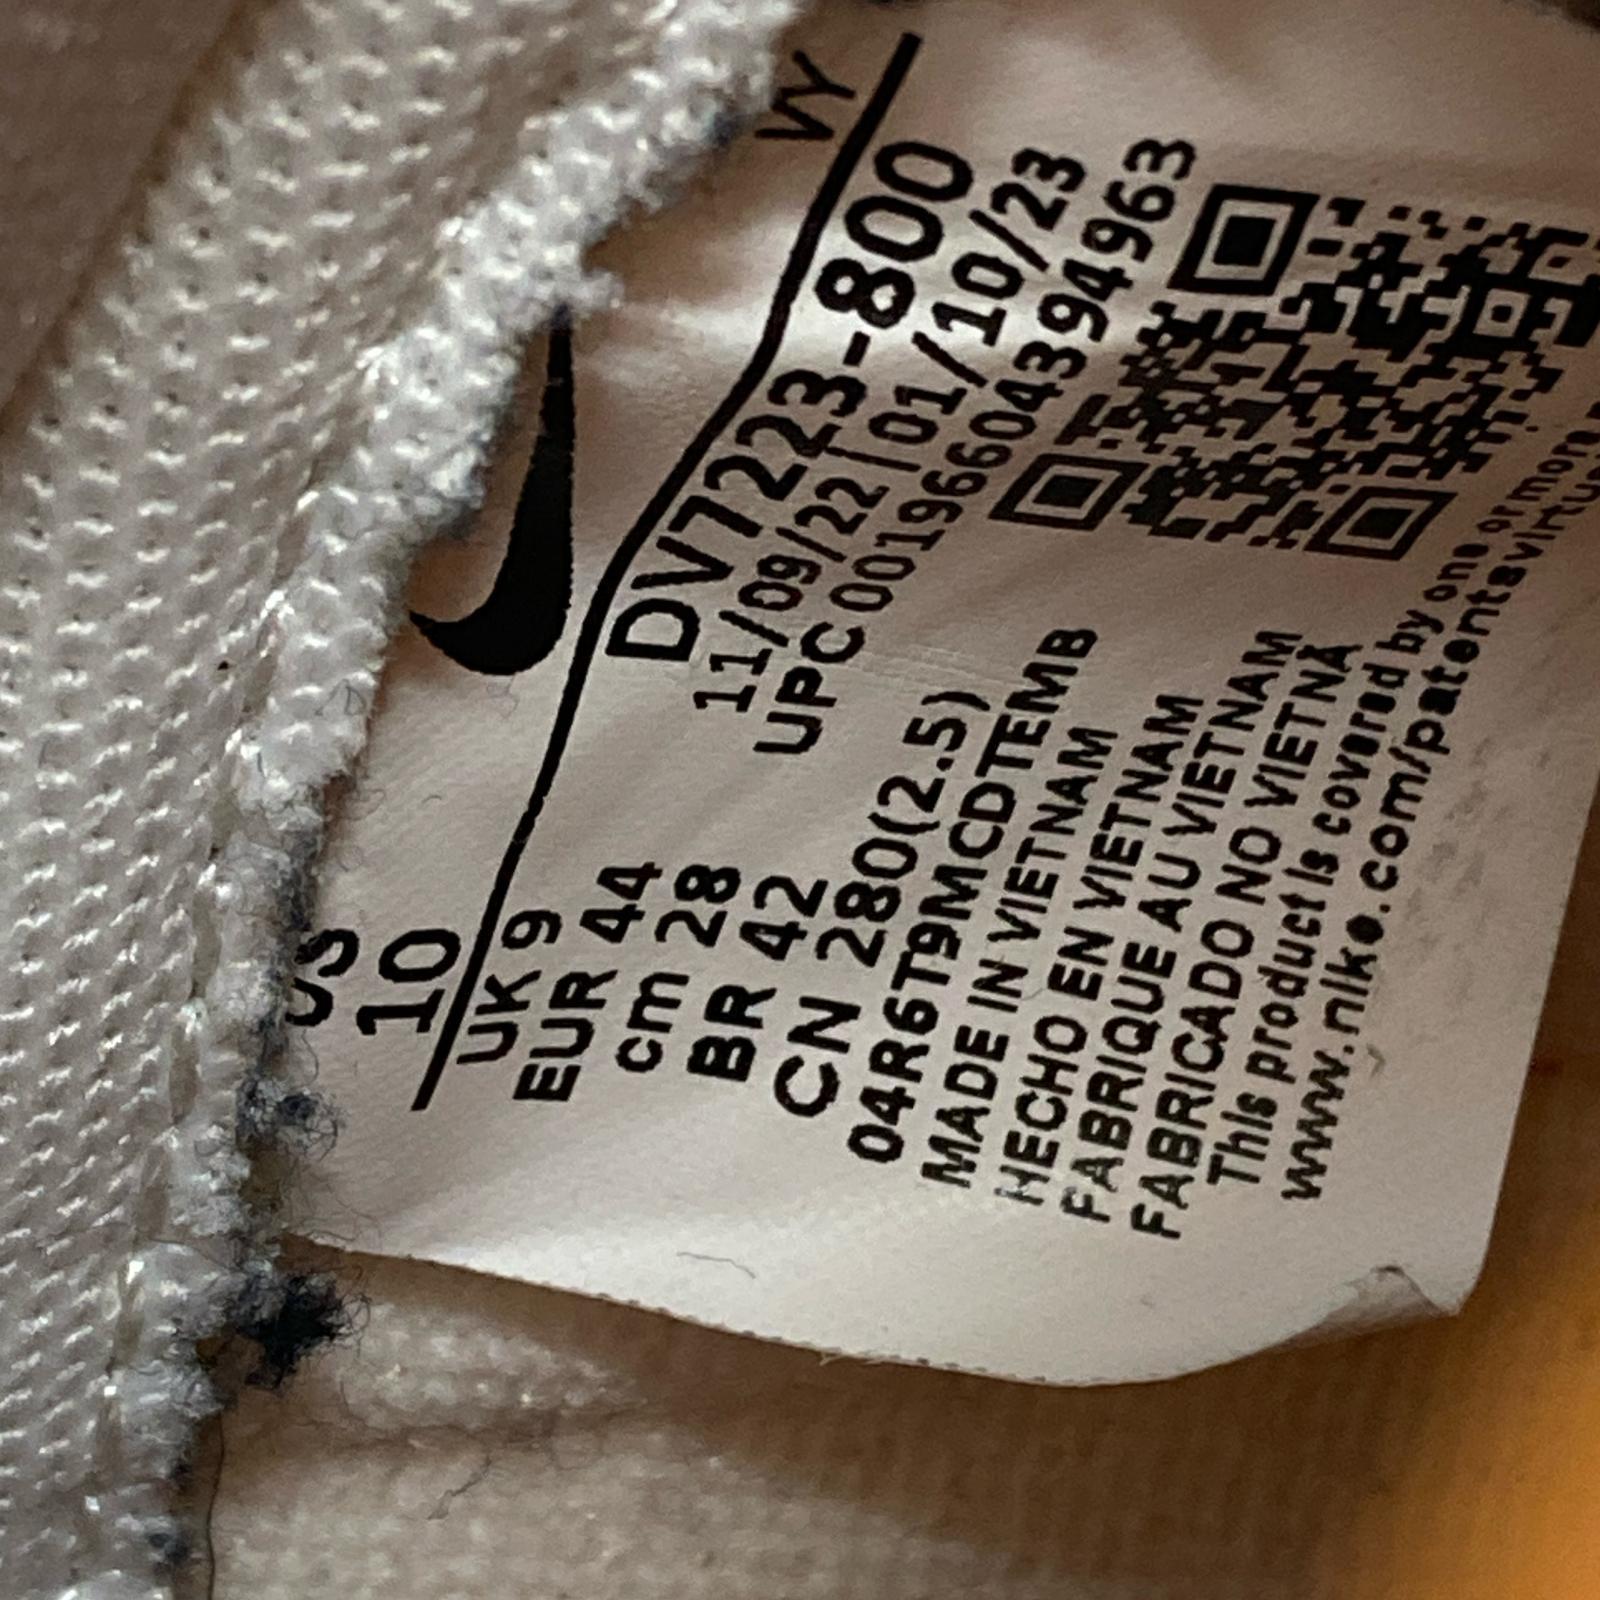 US
10
VY
UK 9
EUR 44
cm 28
BR 42
CN 280(2.5)
DV7223-800
11/09/22|01/10/23
UPC 00196604394963
04R6T9MCDTEMB
MADE IN VIETNAM
HECHO EN VIETNAM
FABRIQUE AU VIETNAM
FABRICADO NO VIETNÃ
This product is covered by one or more
www.nike.com/patents